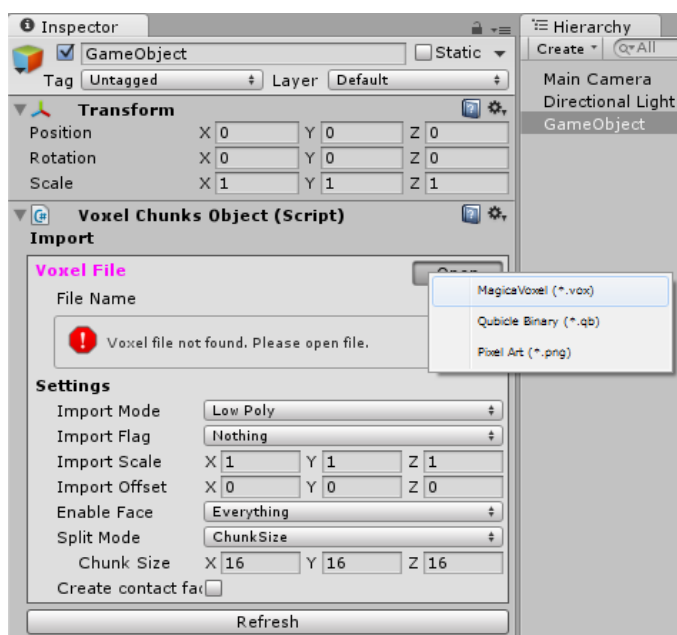 Inspector
GameObject Static
Tag Untagged Layer Default
Transform
Position X 0 Y 0 Z 0
Rotation X 0 Y 0 Z 0
Scale X 1 Y 1 Z 1
Voxel Chunks Object (Script)
Import
Voxel File Open
File Name
Voxel file not found. Please open file.
Settings
Import Mode Low Poly
Import Flag Nothing
Import Scale X 1 Y 1 Z 1
Import Offset X 0 Y 0 Z 0
Enable Face Everything
Split Mode ChunkSize
Chunk Size X 16 Y 16 Z 16
Create contact fa
Refresh
MagicaVoxel (*.vox)
Qubicle Binary (*.qb)
Pixel Art (*.png)
Hierarchy
Create All
Main Camera
Directional Light
GameObject